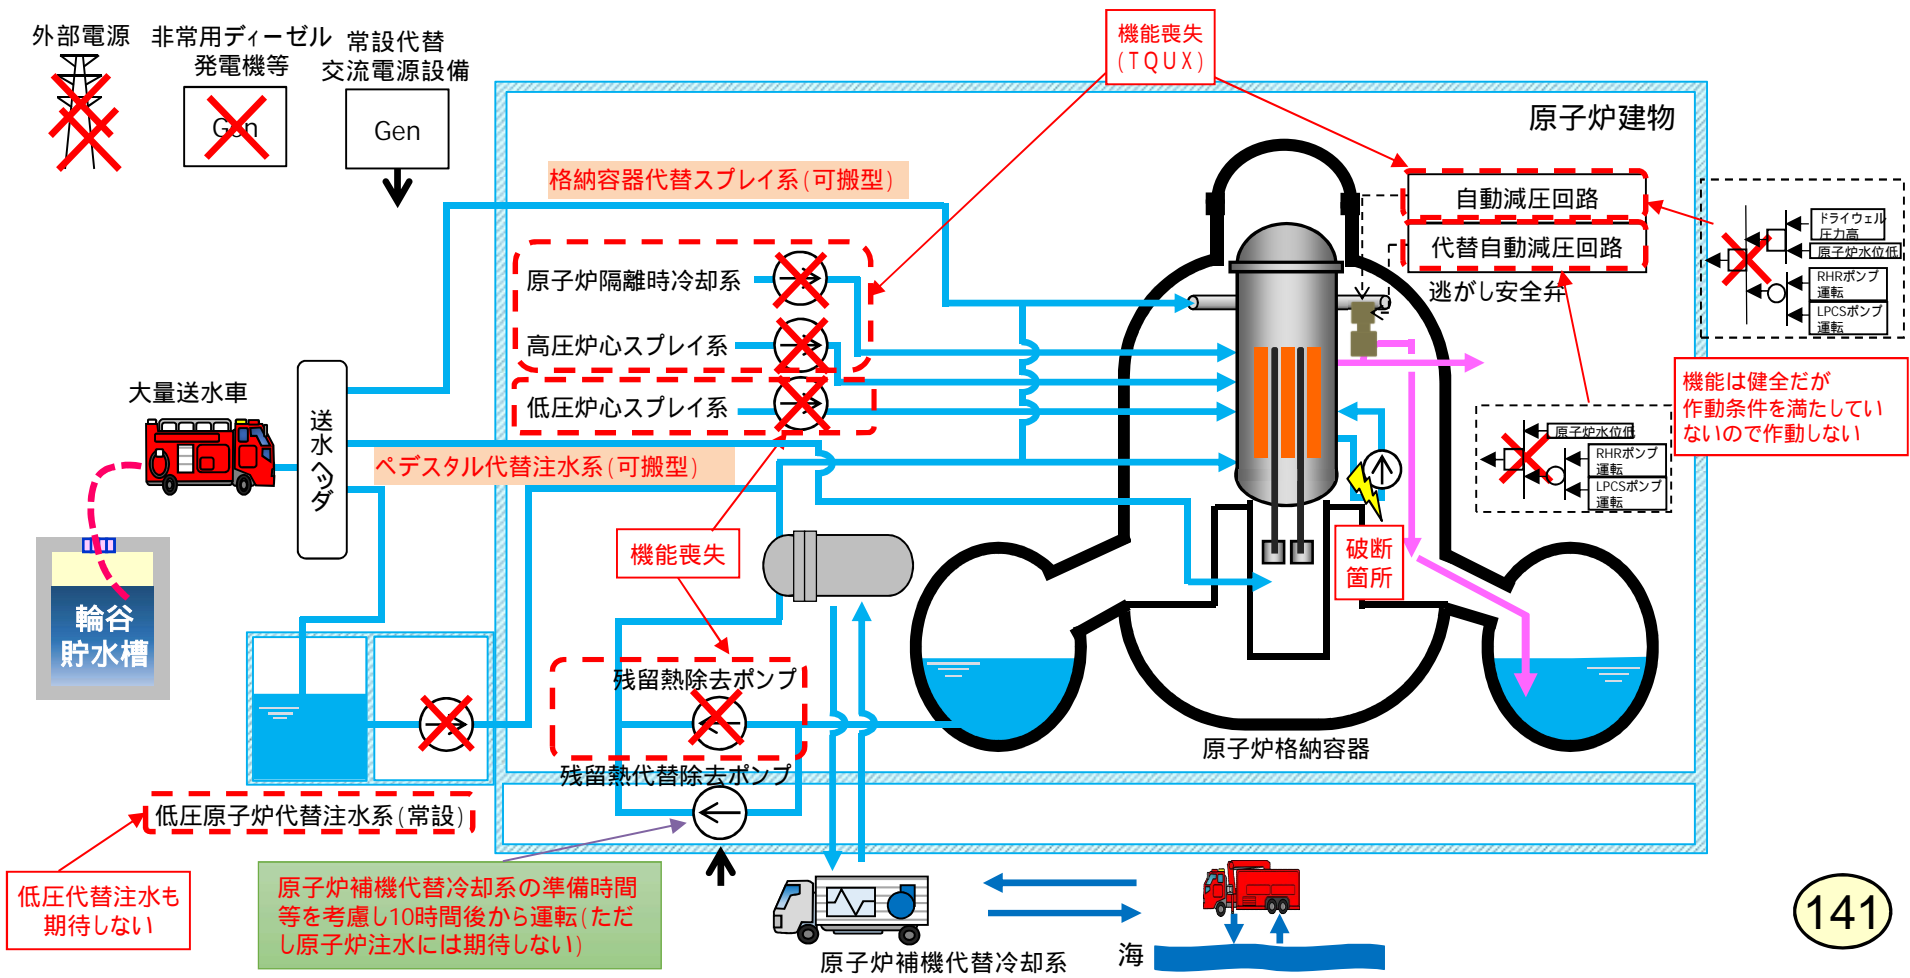 外部電源
非常用ディーゼル
発電機等
常設代替
交流電源設備
Gen
Gen
機能喪失
(TQUX)
原子炉建物
格納容器代替スプレイ系(可搬型)
自動減圧回路
代替自動減圧回路
逃がし安全弁
ドライウェル
圧力高
原子炉水位低
RHRポンプ
運転
LPCSポンプ
運転
原子炉隔離時冷却系
高圧炉心スプレイ系
低圧炉心スプレイ系
機能は健全だが
作動条件を満たしてい
ないので作動しない
大量送水車
送水ヘッダ
ペデスタル代替注水系(可搬型)
原子炉水位低
RHRポンプ
運転
LPCSポンプ
運転
機能喪失
破断
箇所
輪谷
貯水槽
残留熱除去ポンプ
原子炉格納容器
残留熱代替除去ポンプ
低圧原子炉代替注水系(常設)
低圧代替注水も
期待しない
原子炉補機代替冷却系の準備時間
等を考慮し10時間後から運転(ただ
し原子炉注水には期待しない)
原子炉補機代替冷却系
海
141